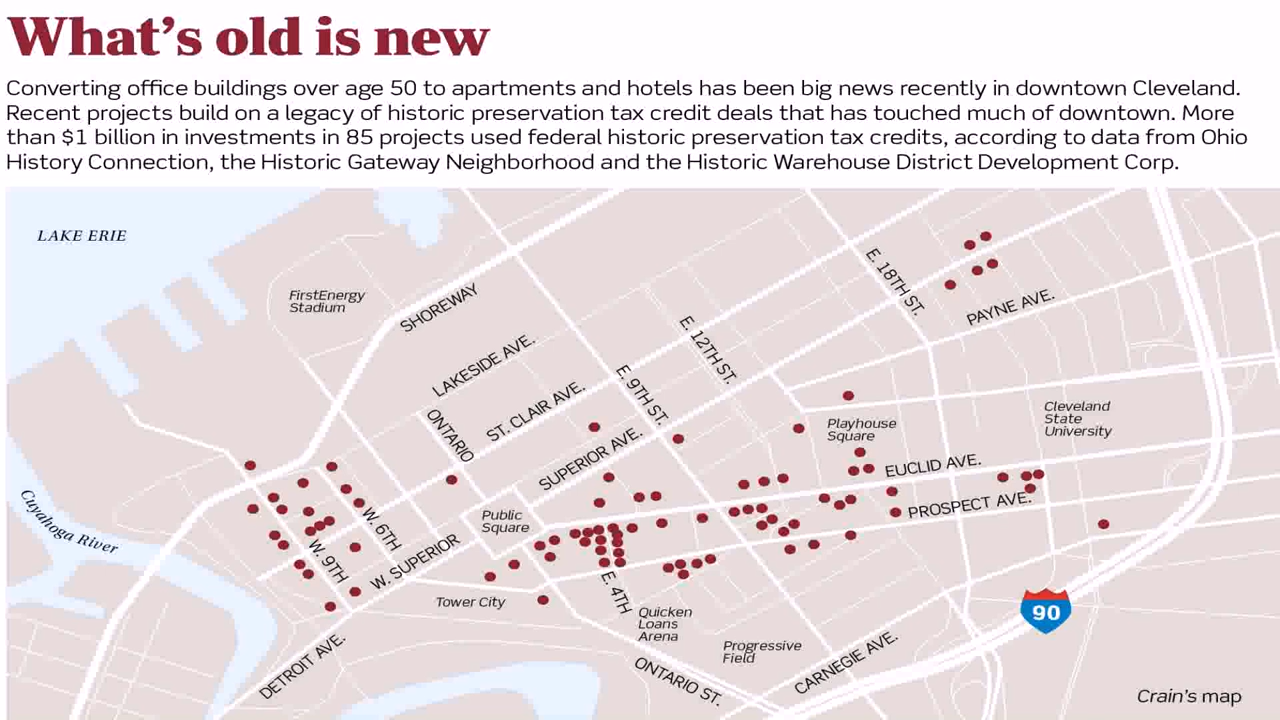 What's old is new
Converting office buildings over age 50 to apartments and hotels has been big news recently in downtown Cleveland.
Recent projects build on a legacy of historic preservation tax credit deals that has touched much of downtown. More
than $1 billion in investments in 85 projects used federal historic preservation tax credits, according to data from Ohio
History Connection, the Historic Gateway Neighborhood and the Historic Warehouse District Development Corp.
LAKE ERIE
FirstEnergy
Stadium
SHOREWAY
E. 18TH ST.
PAYNE AVE.
LAKESIDE AVE.
E. 12TH ST.
ST. CLAIR AVE.
E. 9TH ST.
ONTARIO
SUPERIOR AVE.
Playhouse
Square
Cleveland
State
University
EUCLID AVE.
PROSPECT AVE.
Cuyahoga River
Public
Square
W. 6TH
W. 9TH
W. SUPERIOR
Tower City
E. 4TH
Quicken
Loans
Arena
Progressive
Field
90
DETROIT AVE.
ONTARIO ST.
CARNEGIE AVE.
Crain's map